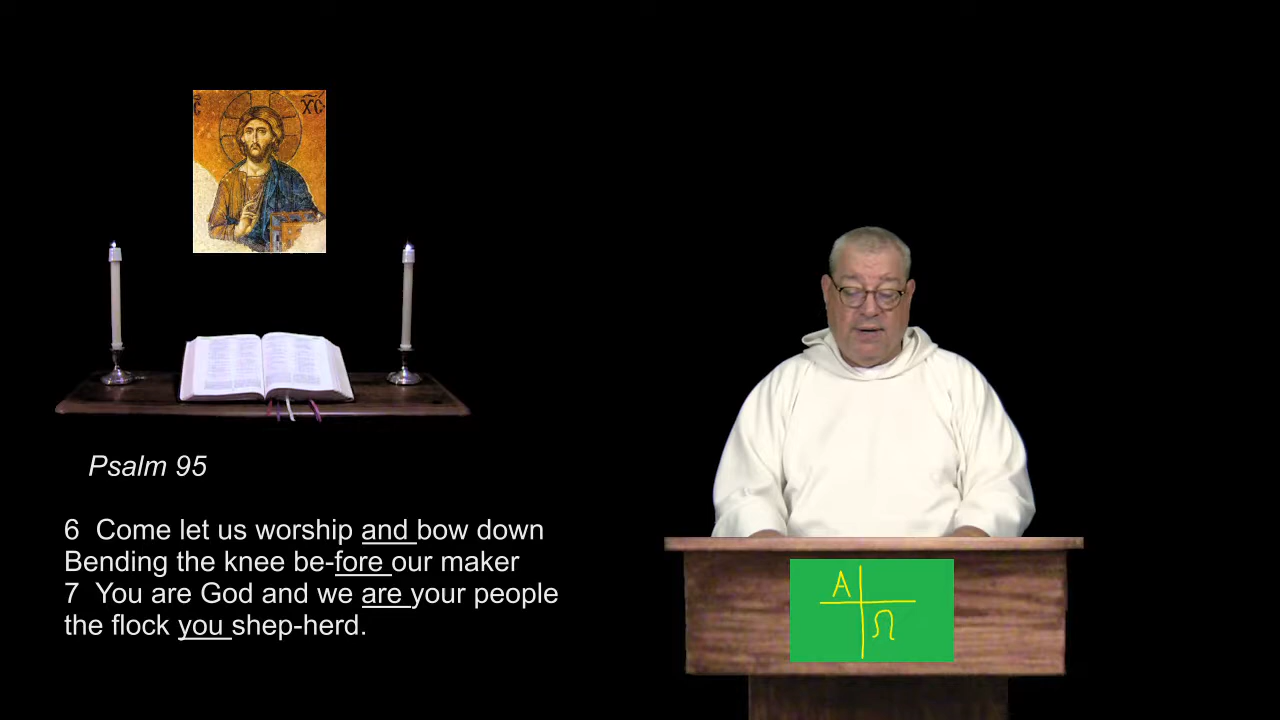 ΧC
Psalm 95
6 Come let us worship and bow down
Bending the knee be-fore our maker
7 You are God and we are your people
the flock you shep-herd.
Α
Ω